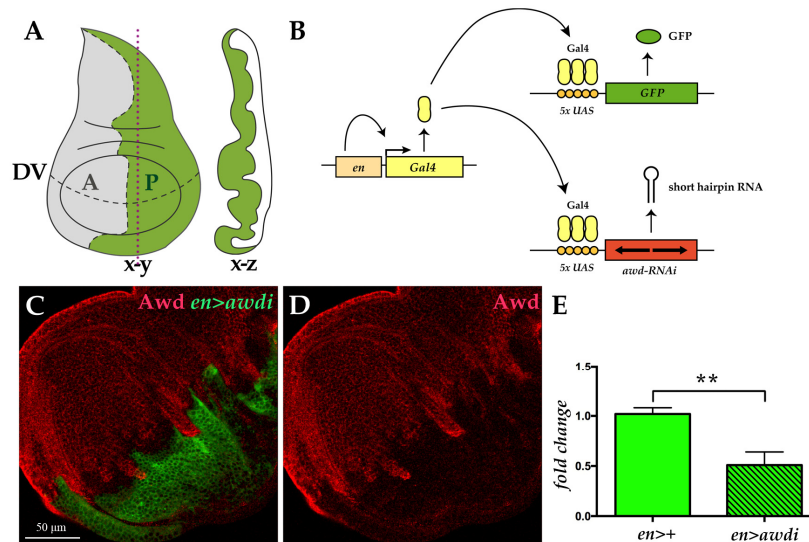 A
B
DV
A
P
x-y
x-z
Gal4
GFP
5x UAS
GFP
en
Gal4
Gal4
short hairpin RNA
5x UAS
awd-RNAi
C
Awd en>awdi
50 μm
D
Awd
E
**
fold change
1.5
1.0
0.5
0
en>+
en>awdi